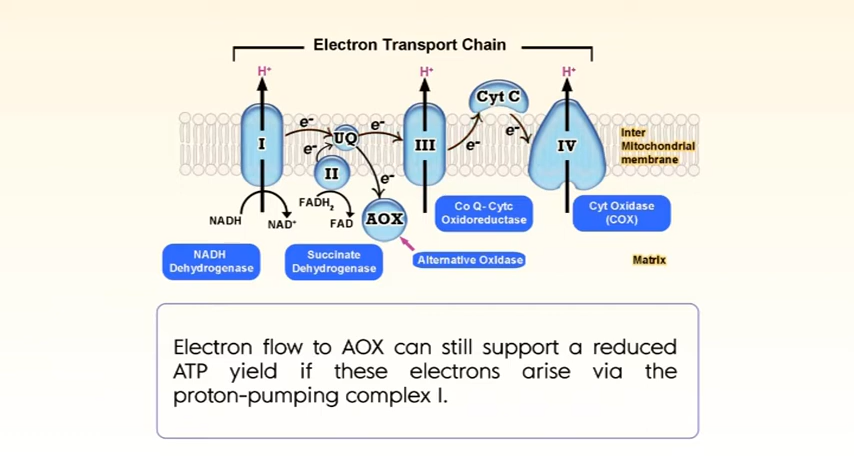 Electron Transport Chain
H⁺
H⁺
H⁺
Cyt C
e⁻
e⁻
e⁻
I
UQ
III
IV
Inter
Mitochondrial
membrane
e⁻
e⁻
II
e⁻
FADH₂
NADH
NAD⁺
FAD
AOX
Co Q- Cytc
Oxidoreductase
Cyt Oxidase
(COX)
NADH
Dehydrogenase
Succinate
Dehydrogenase
Alternative Oxidase
Matrix
Electron flow to AOX can still support a reduced
ATP yield if these electrons arise via the
proton-pumping complex I.